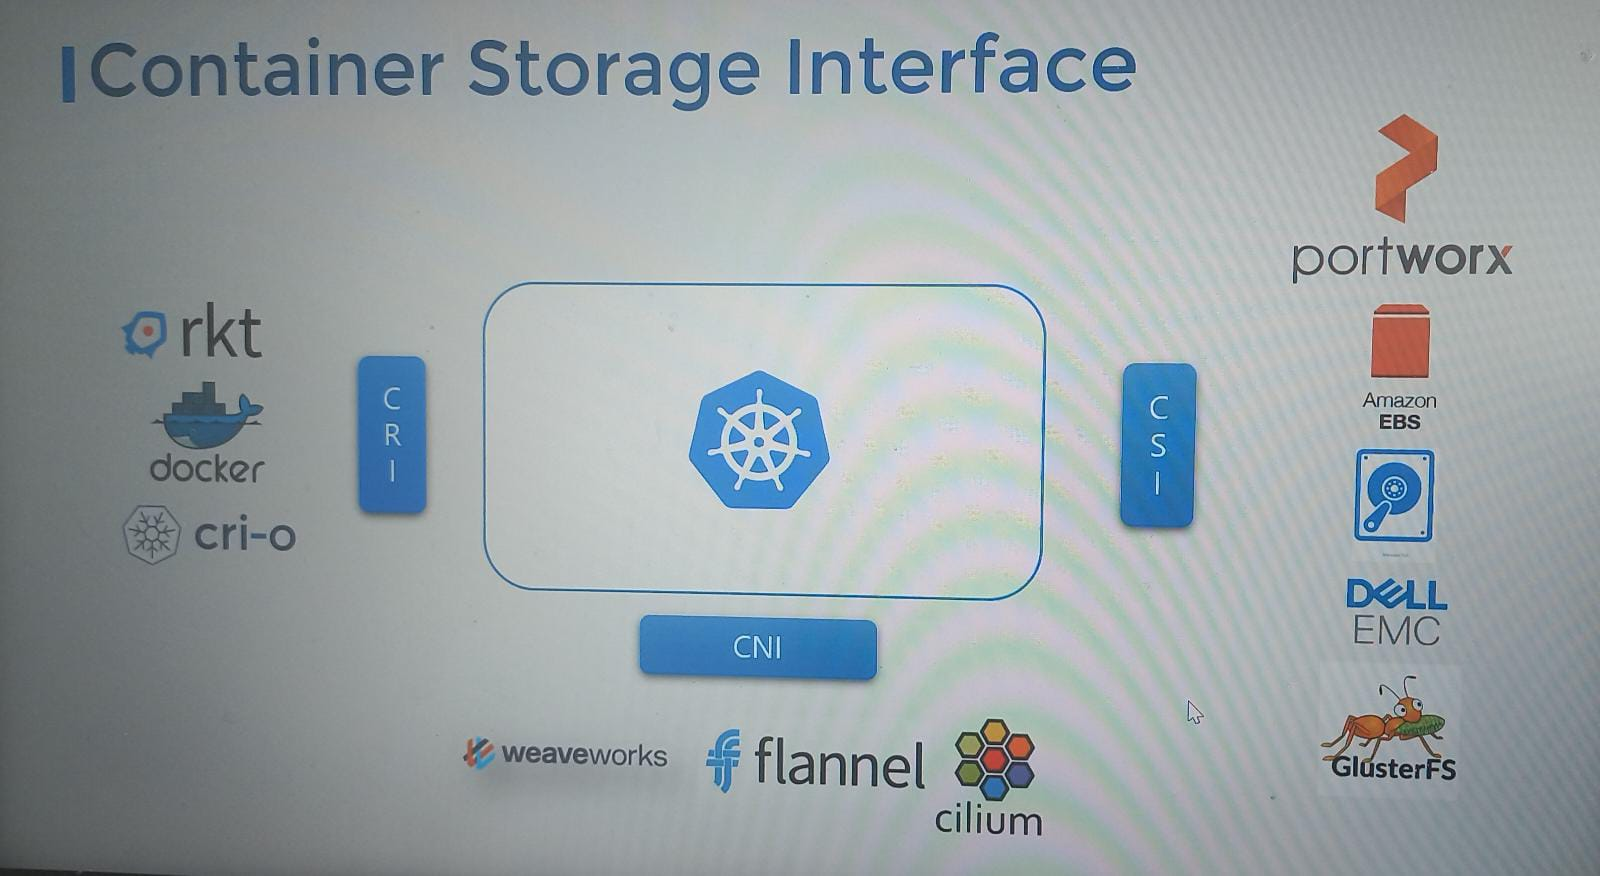 Container Storage Interface
portworx
rkt
docker
cri-o
C
R
I
C
S
I
Amazon
EBS
DELL
EMC
GlusterFS
CNI
weaveworks
flannel
cilium